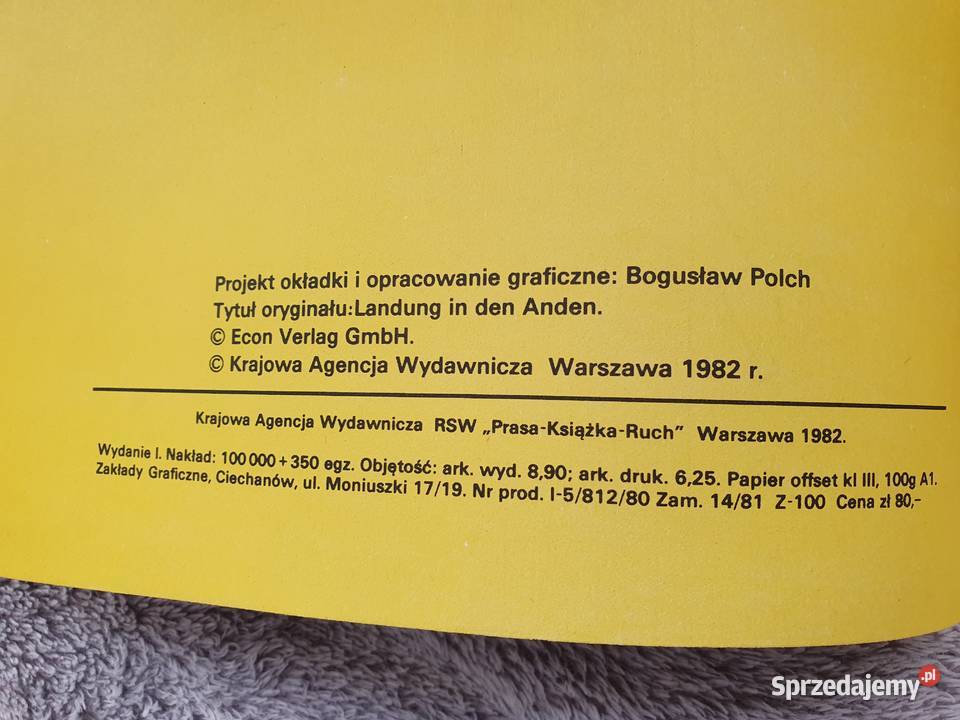 Projekt okładki i opracowanie graficzne: Bogusław Polch
Tytuł oryginału:Landung in den Anden.
© Econ Verlag GmbH.
© Krajowa Agencja Wydawnicza Warszawa 1982 r.
Krajowa Agencja Wydawnicza RSW „Prasa-Książka-Ruch" Warszawa 1982.
Wydanie I. Nakład: 100 000 + 350 egz. Objętość: ark. wyd. 8,90; ark. druk. 6,25. Papier offset kl III, 100g A1.
Zakłady Graficzne, Ciechanów, ul. Moniuszki 17/19. Nr prod. I-5/812/80 Zam. 14/81 Z-100 Cena zł 80,-
Sprzedajemy.pl